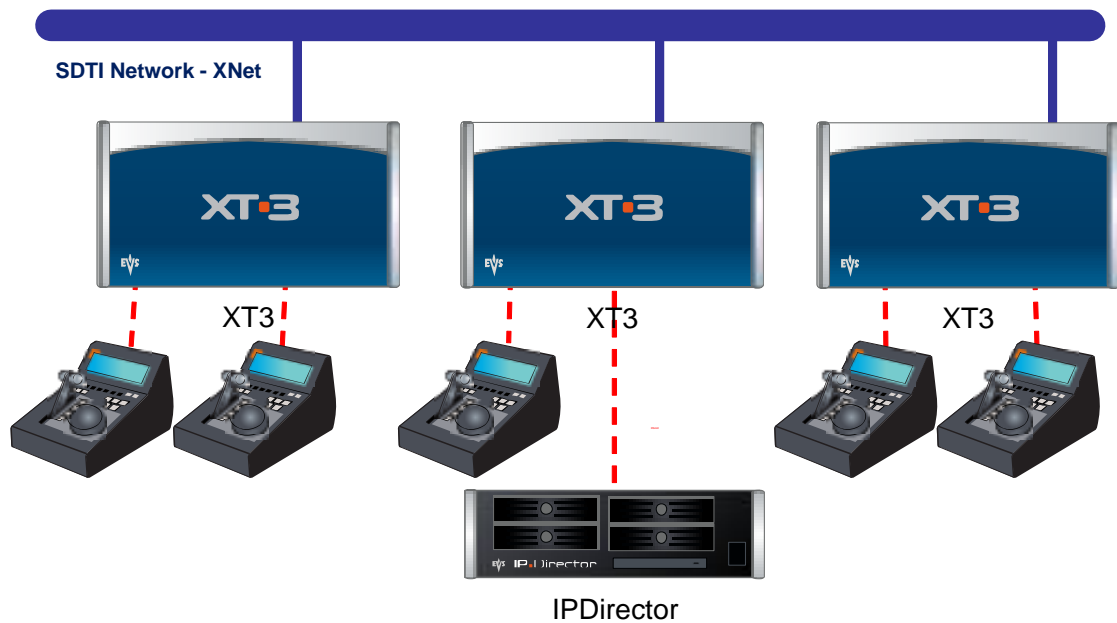 SDTI Network - XNet
XT3
XT3
XT3
EVS
EVS
EVS
XT3
XT3
XT3
EVS IPDirector
IPDirector